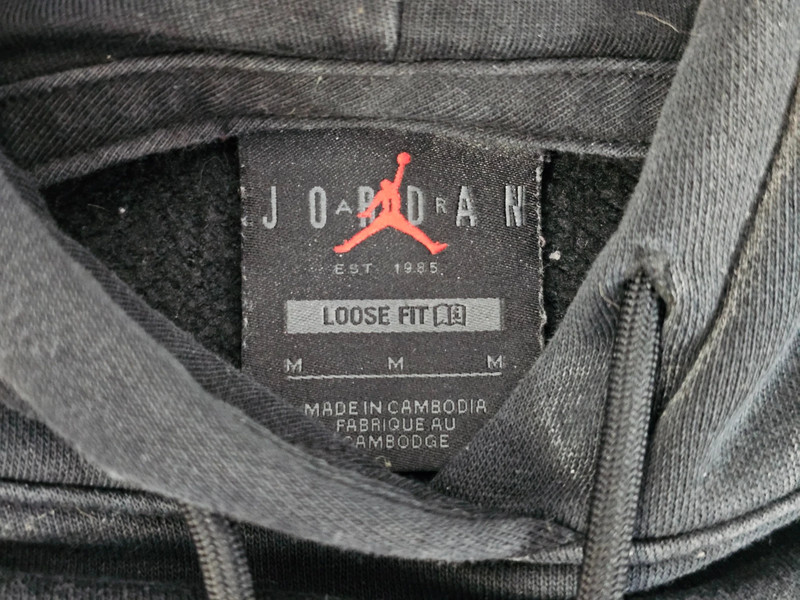 JORDAN
AIR
EST 1985
LOOSE FIT
M M M
MADE IN CAMBODIA
FABRIQUE AU
CAMBODGE